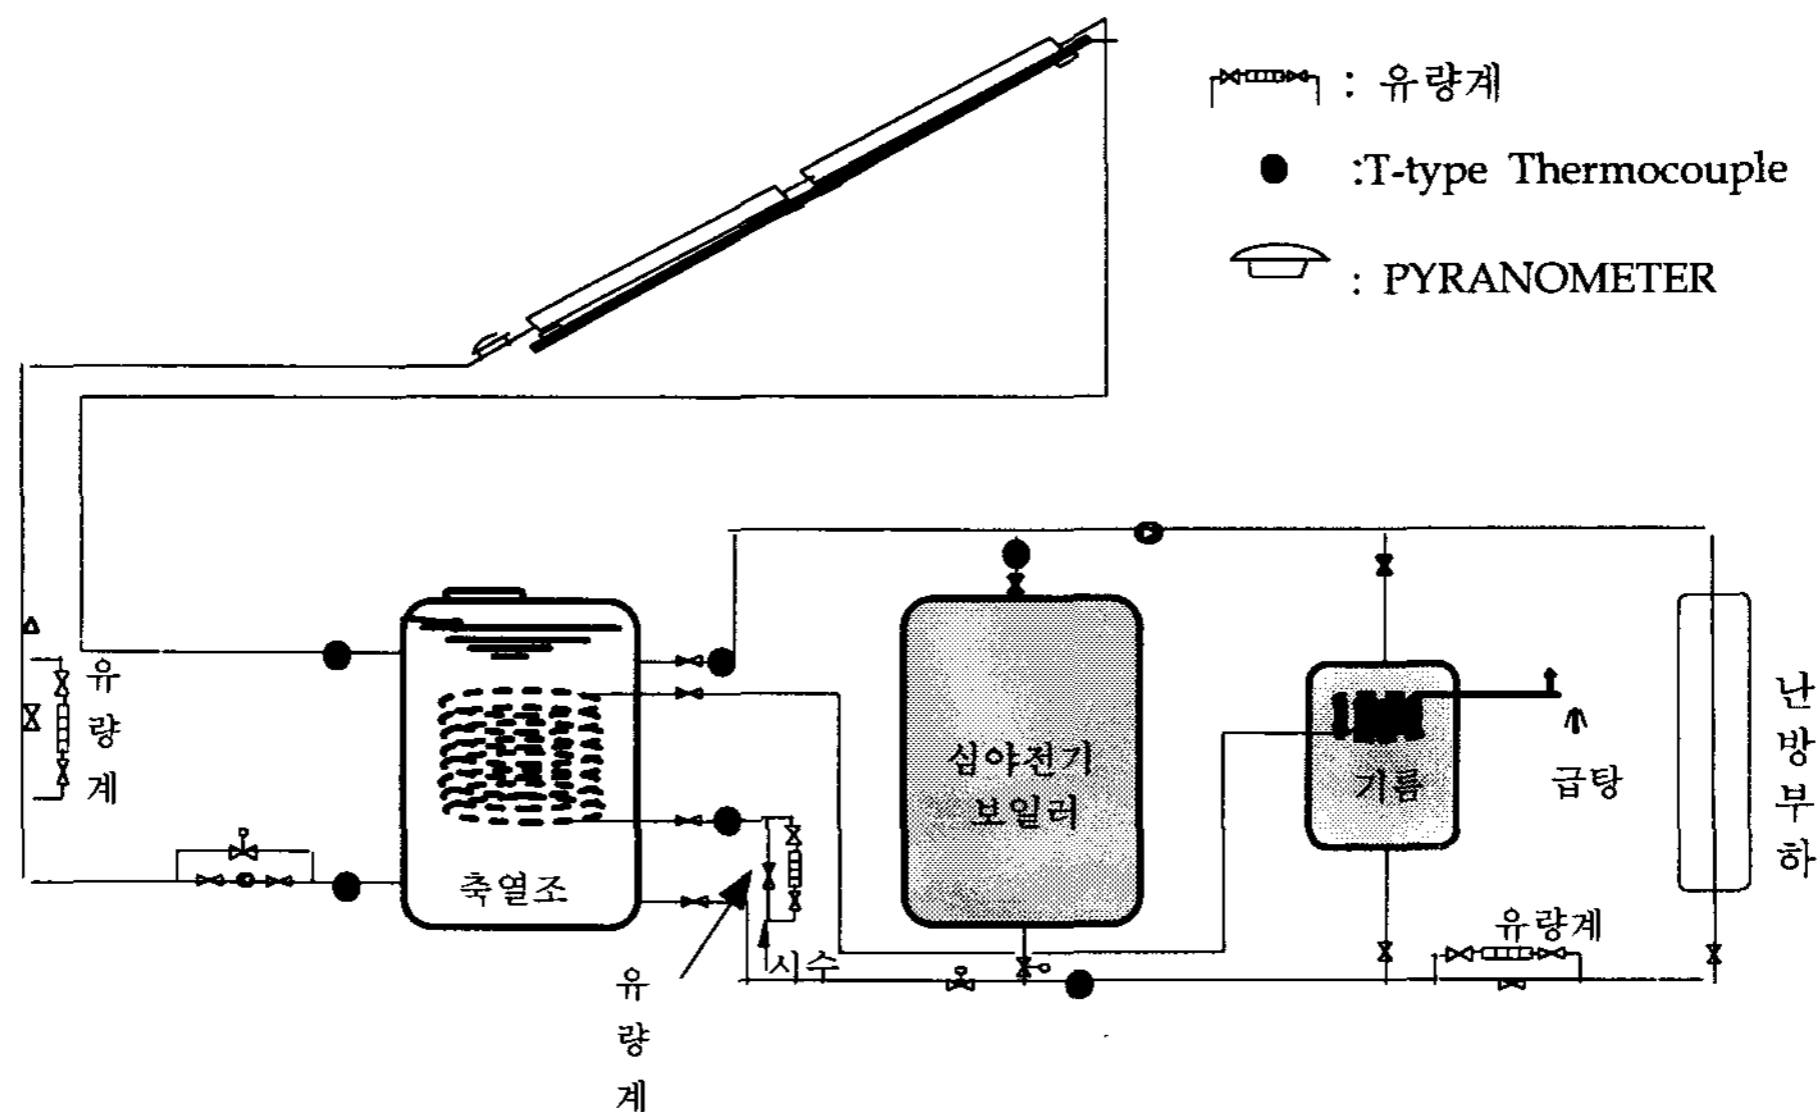 : 유량계
:T-type Thermocouple
: PYRANOMETER
유량계
축열조
유량계
시수
심야전기
보일러
기름
급탕
난방부하
유량계